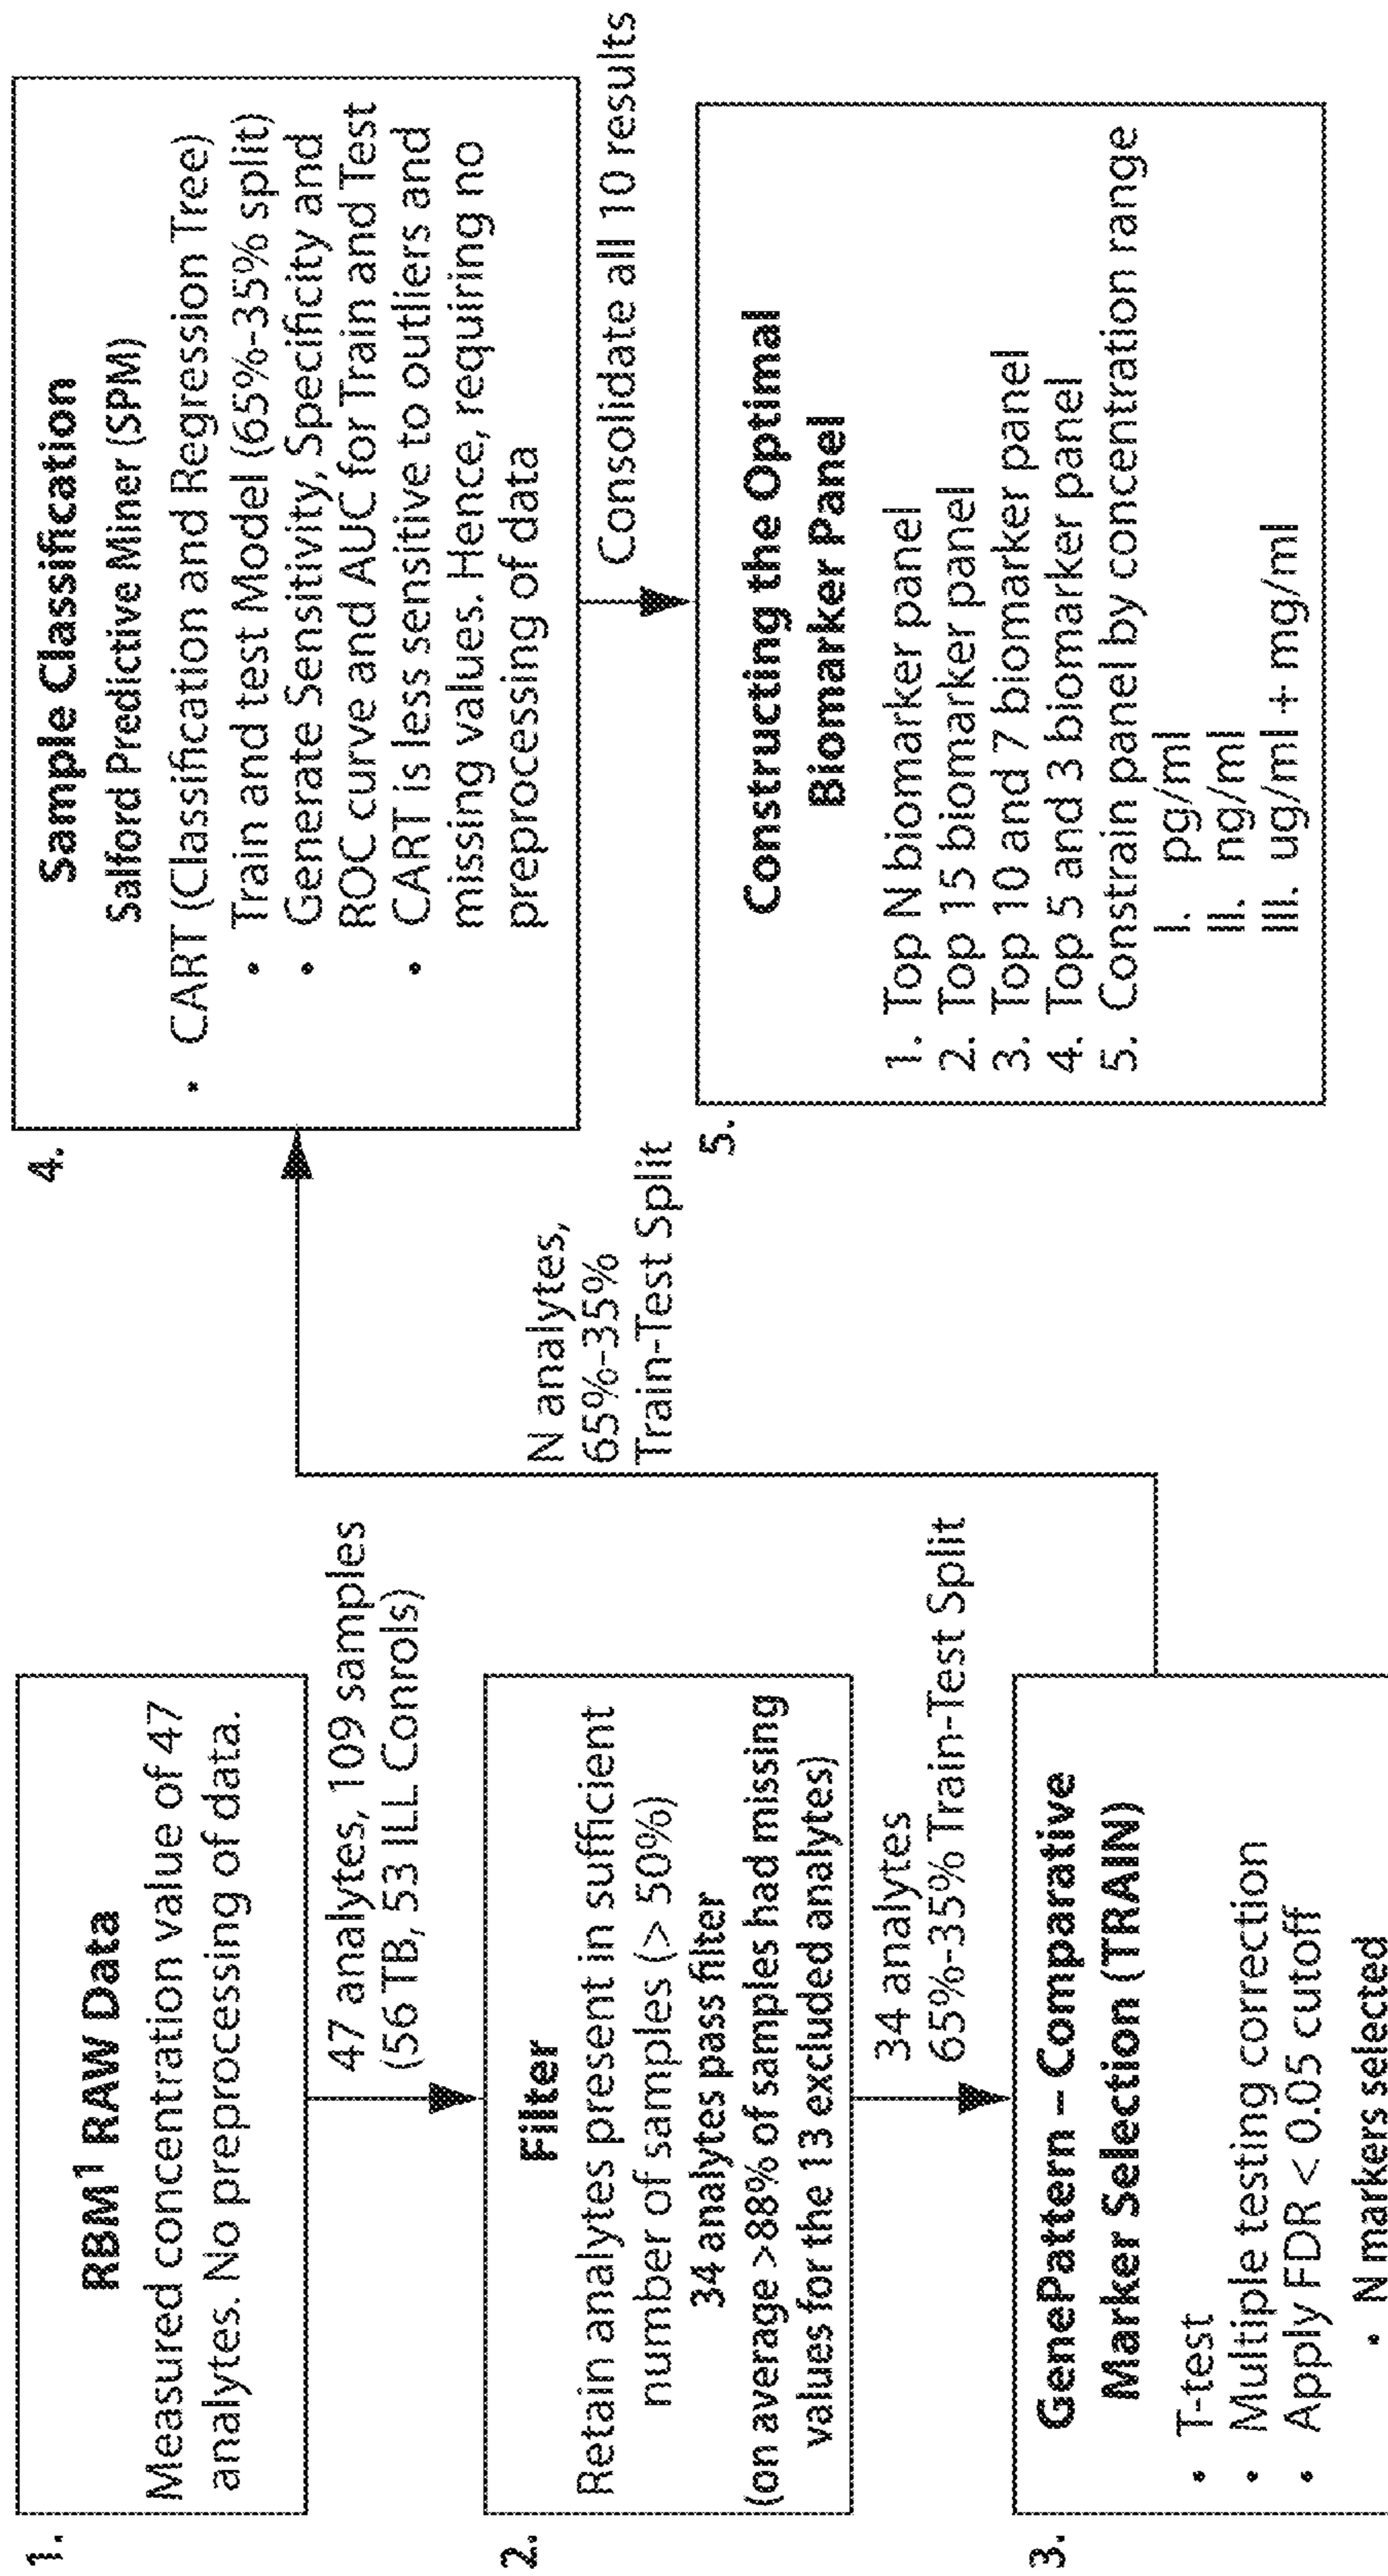 1.
RBM1 RAW Data
Measured concentration value of 47
analytes. No preprocessing of data.
47 analytes, 109 samples
(56 TB, 53 ILL Conrols)
2.
Filter
Retain analytes present in sufficient
number of samples (> 50%)
34 analytes pass filter
(on average >88% of samples had missing
values for the 13 excluded analytes)
34 analytes
65%-35% Train-Test Split
3.
GenePattern – Comparative
Marker Selection (TRAIN)
• T-test
• Multiple testing correction
• Apply FDR < 0.05 cutoff
• N markers selected
N analytes,
65%-35%
Train-Test Split
4.
Sample Classification
Salford Predictive Miner (SPM)
• CART (Classification and Regression Tree)
• Train and test Model (65%-35% split)
• Generate Sensitivity, Specificity and
ROC curve and AUC for Train and Test
• CART is less sensitive to outliers and
missing values. Hence, requiring no
preprocessing of data
Consolidate all 10 results
5.
Constructing the Optimal
Biomarker Panel
1. Top N biomarker panel
2. Top 15 biomarker panel
3. Top 10 and 7 biomarker panel
4. Top 5 and 3 biomarker panel
5. Constrain panel by concentration range
i. pg/ml
ii. ng/ml
iii. ug/ml + mg/ml